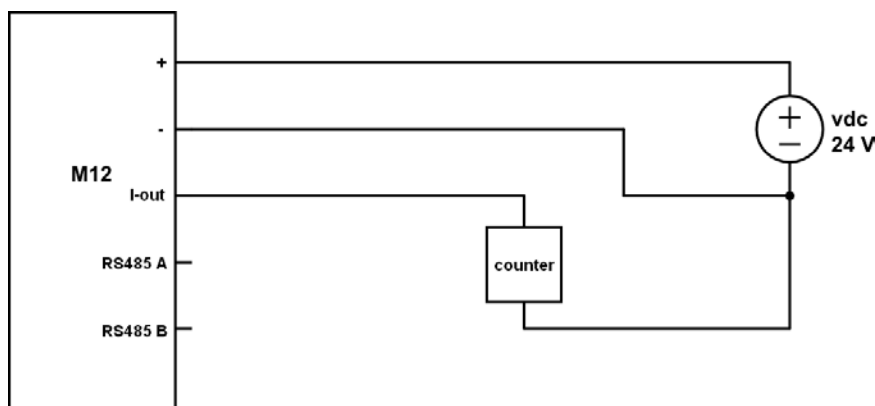 +
-
M12
I-out
RS485 A
RS485 B
counter
+
−
vdc
24 V